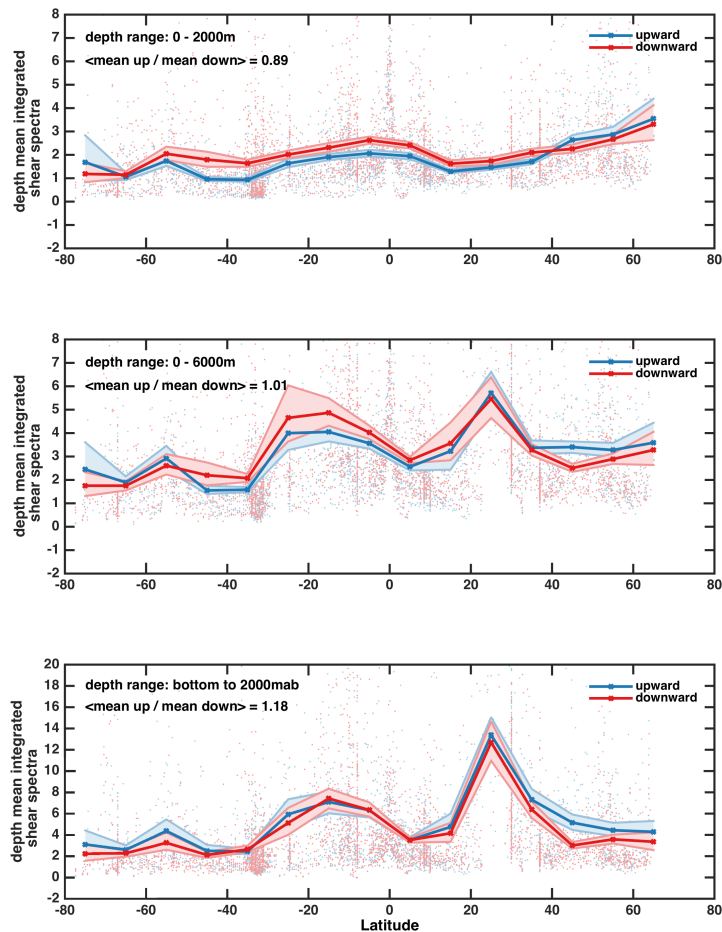 8
7
6
5
4
3
2
1
0
-1
-2
depth mean integrated
shear spectra
depth range: 0 - 2000m
<mean up / mean down> = 0.89
upward
downward
-80 -60 -40 -20 0 20 40 60 80
8
7
6
5
4
3
2
1
0
-1
-2
depth mean integrated
shear spectra
depth range: 0 - 6000m
<mean up / mean down> = 1.01
upward
downward
-80 -60 -40 -20 0 20 40 60 80
20
18
16
14
12
10
8
6
4
2
0
-2
depth mean integrated
shear spectra
depth range: bottom to 2000mab
<mean up / mean down> = 1.18
upward
downward
-80 -60 -40 -20 0 20 40 60 80
Latitude